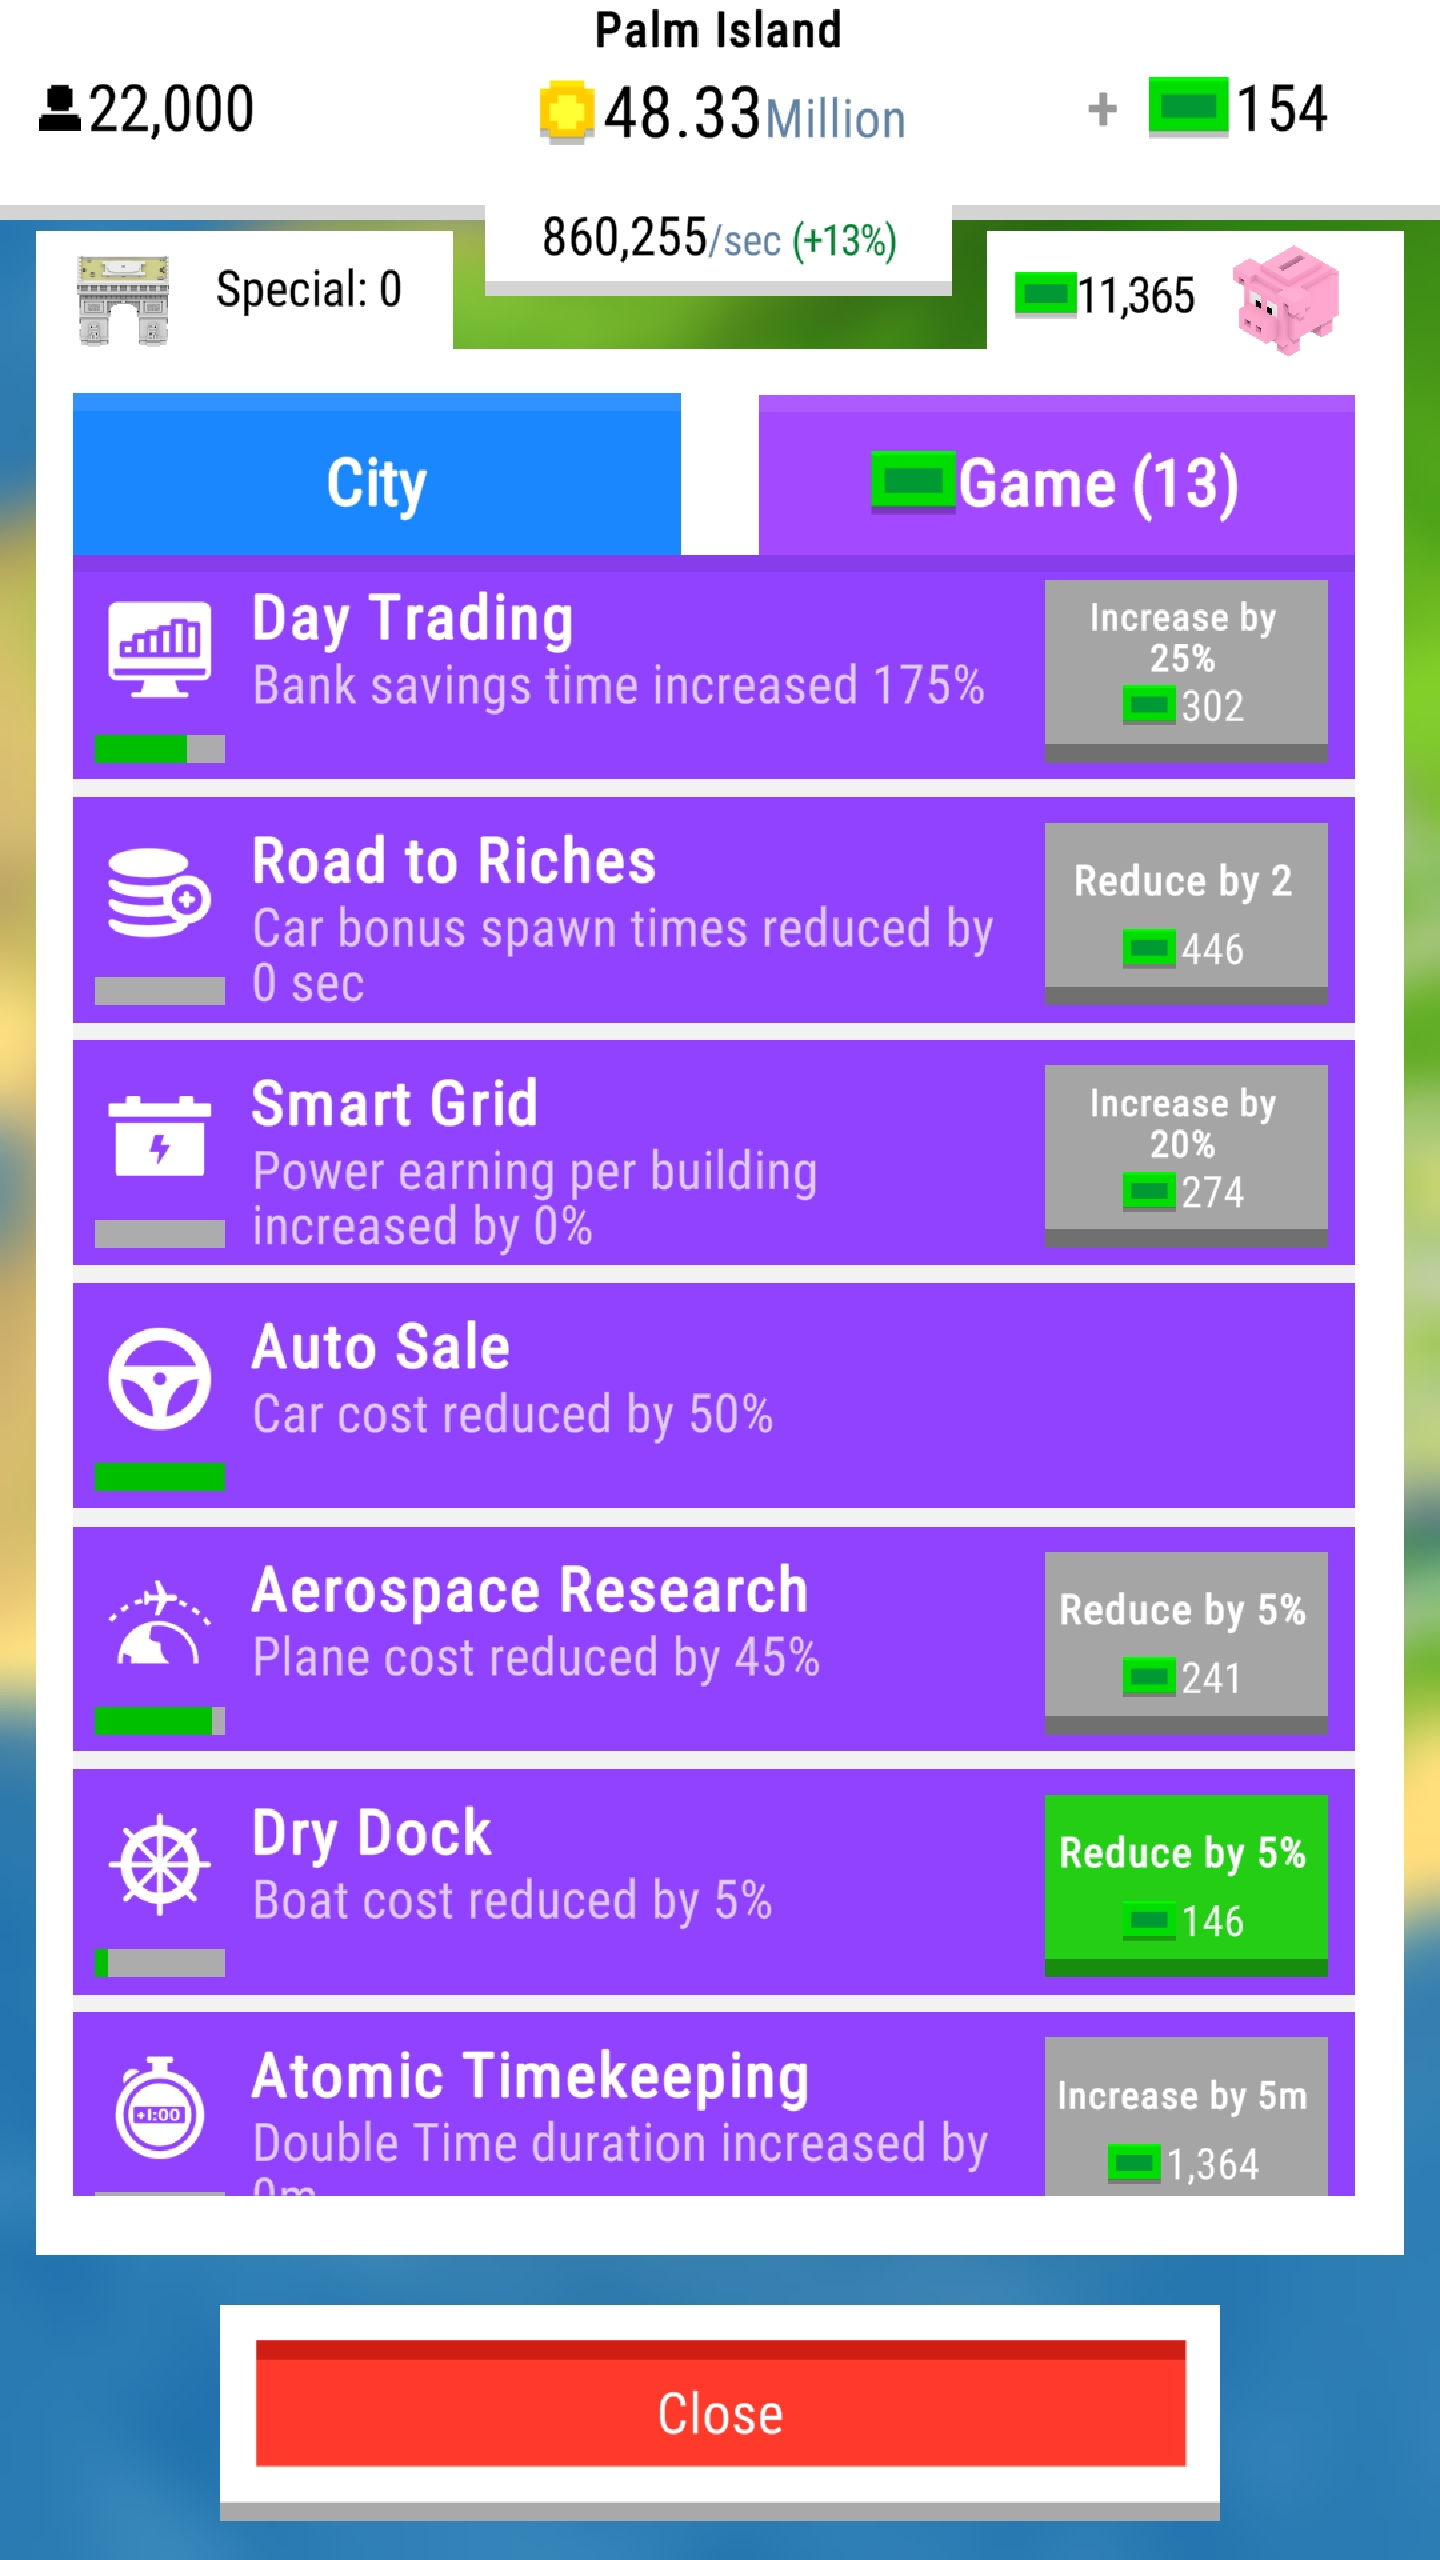 Palm Island
22,000
48.33Million
+ 154
860,255/sec (+13%)
Special: 0
11,365
City
Game (13)
Day Trading
Bank savings time increased 175%
Increase by
25%
302
Road to Riches
Car bonus spawn times reduced by
0 sec
Reduce by 2
446
Smart Grid
Power earning per building
increased by 0%
Increase by
20%
274
Auto Sale
Car cost reduced by 50%
Aerospace Research
Plane cost reduced by 45%
Reduce by 5%
241
Dry Dock
Boat cost reduced by 5%
Reduce by 5%
146
+1:00
Atomic Timekeeping
Double Time duration increased by
0m
Increase by 5m
1,364
Close